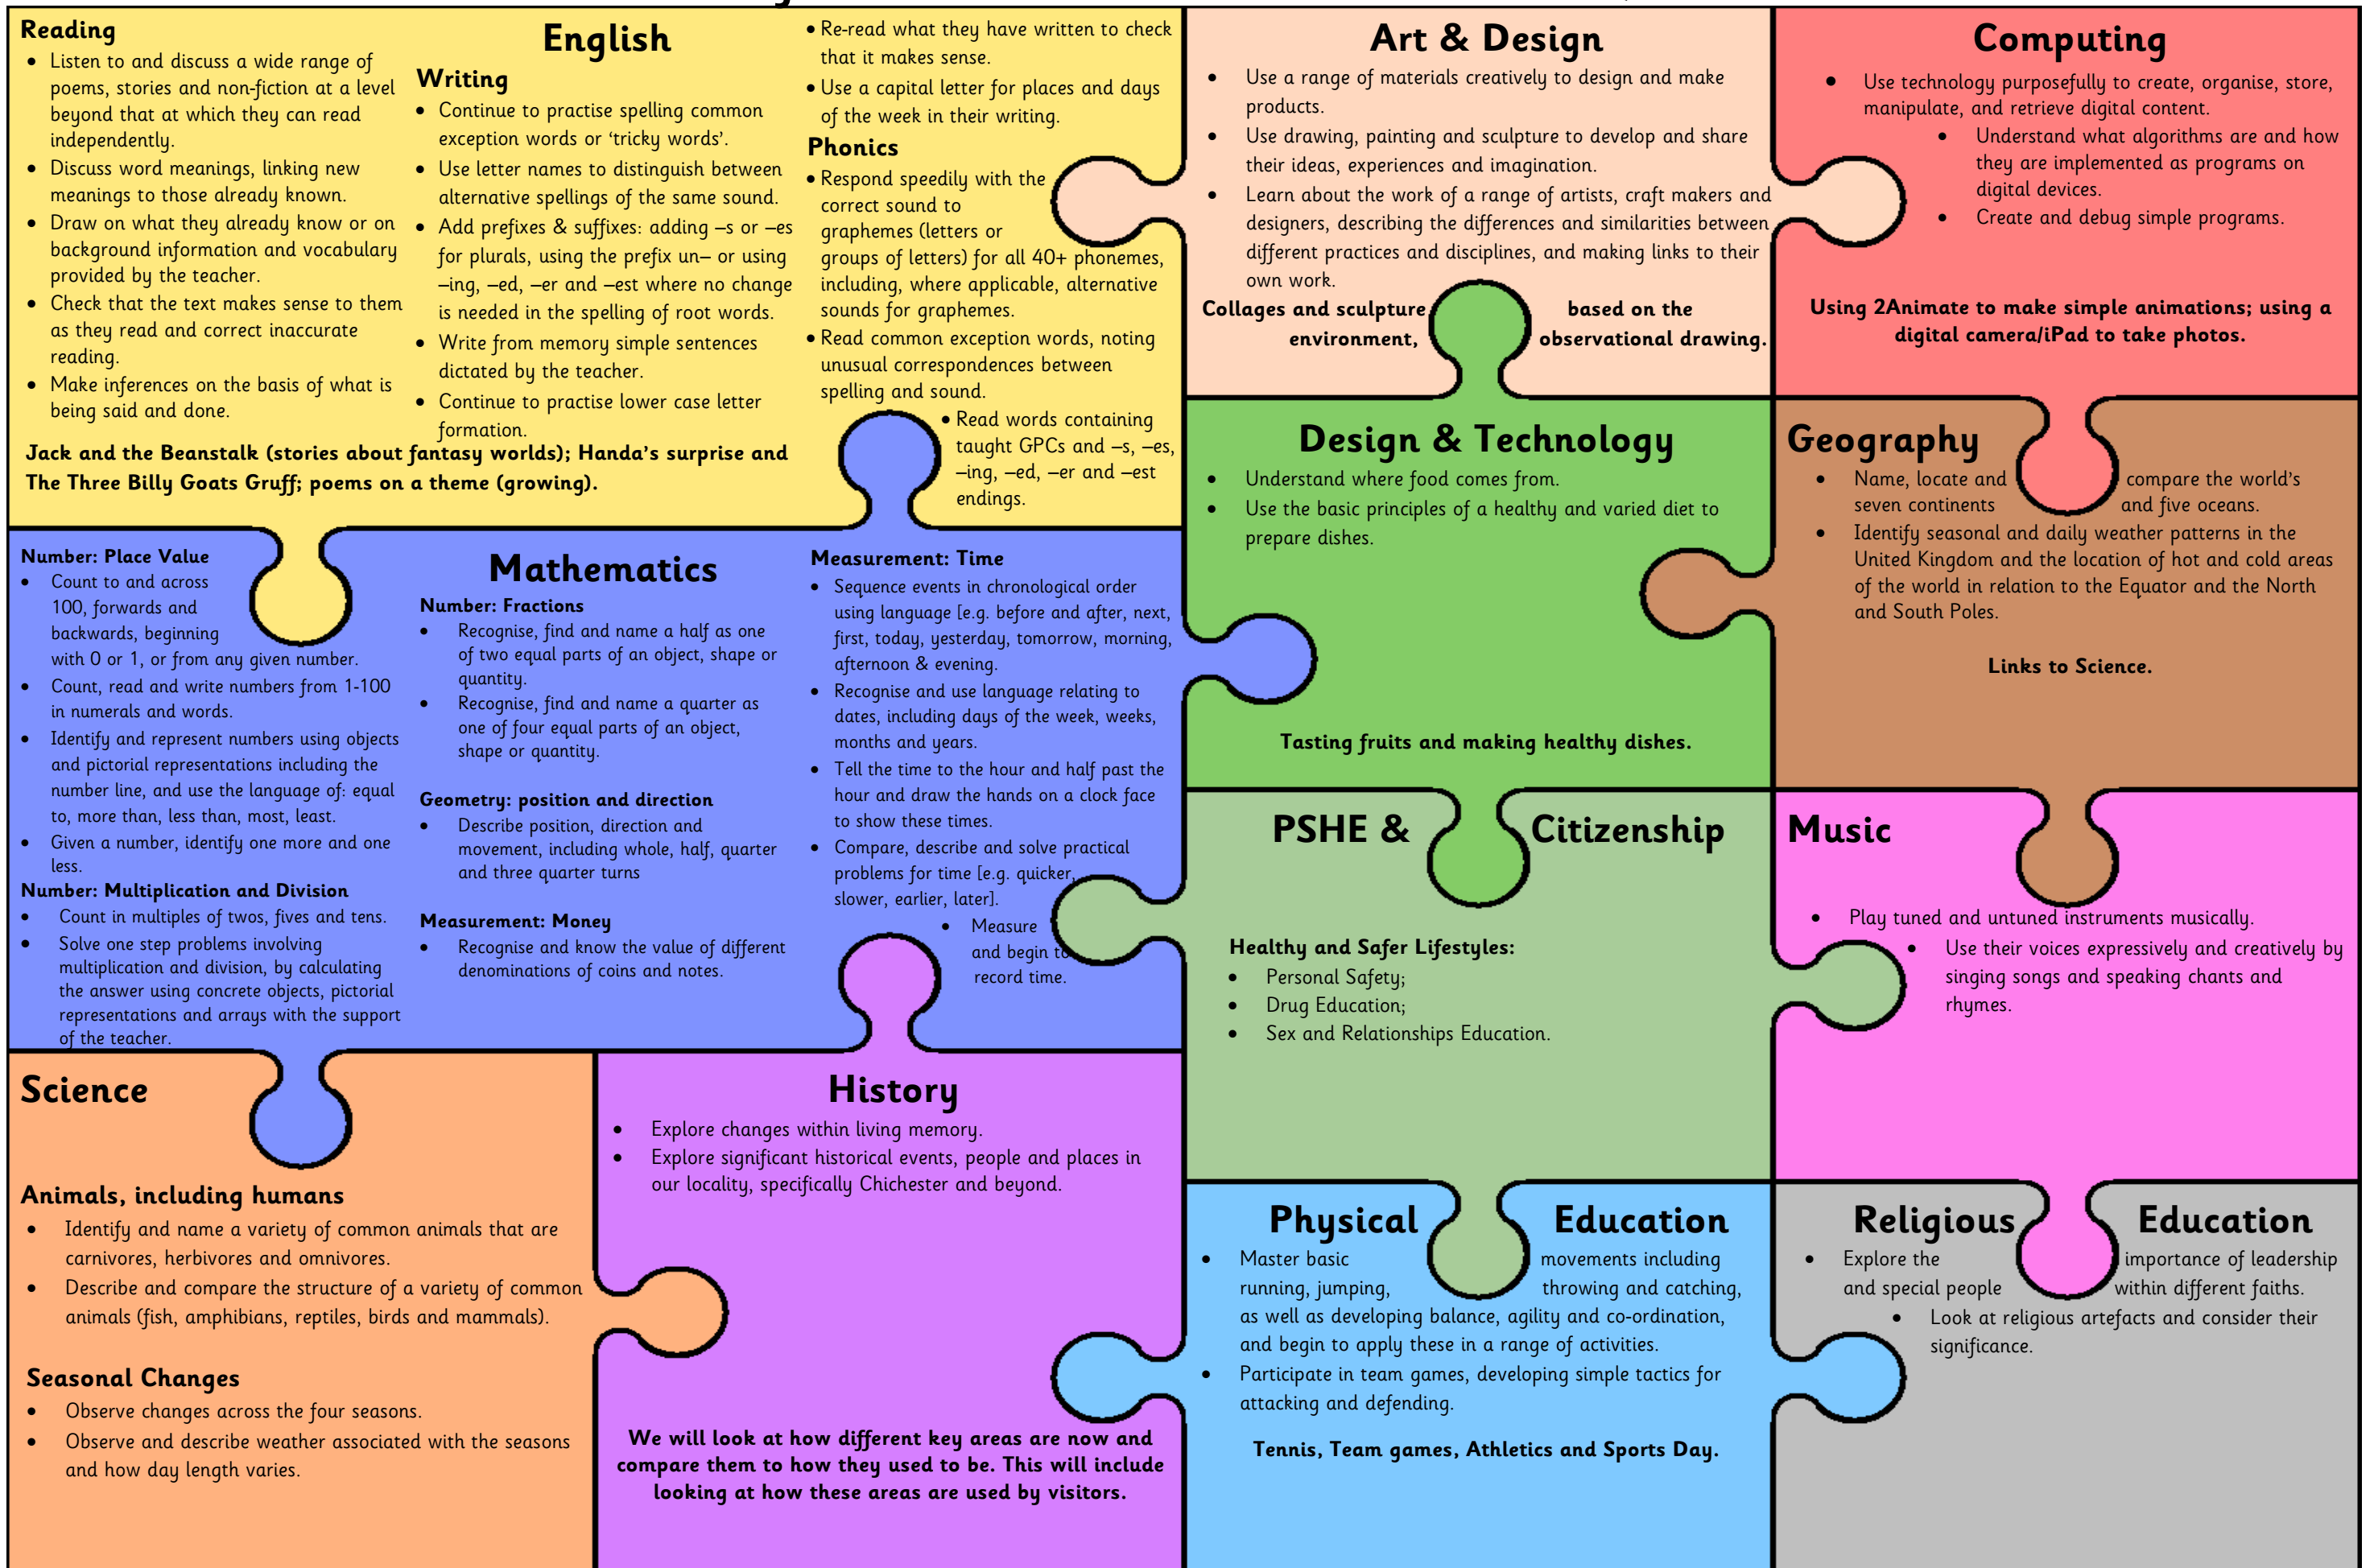 Reading
Listen to and discuss a wide range of
poems, stories and non-fiction at a level
beyond that at which they can read
independently.
Discuss word meanings, linking new
meanings to those already known.
Draw on what they already know or on
background information and vocabulary
provided by the teacher.
Check that the text makes sense to them
as they read and correct inaccurate
reading.
Make inferences on the basis of what is
being said and done.
English
Writing
Continue to practise spelling common
exception words or ‘tricky words’.
Use letter names to distinguish between
alternative spellings of the same sound.
Add prefixes & suffixes: adding –s or –es
for plurals, using the prefix un– or using
–ing, –ed, –er and –est where no change
is needed in the spelling of root words.
Write from memory simple sentences
dictated by the teacher.
Continue to practise lower case letter
formation.
Jack and the Beanstalk (stories about fantasy worlds); Handa’s surprise and
The Three Billy Goats Gruff; poems on a theme (growing).
Re-read what they have written to check
that it makes sense.
Use a capital letter for places and days
of the week in their writing.
Phonics
Respond speedily with the
correct sound to
graphemes (letters or
groups of letters) for all 40+ phonemes,
including, where applicable, alternative
sounds for graphemes.
Read common exception words, noting
unusual correspondences between
spelling and sound.
Read words containing
taught GPCs and –s, –es,
–ing, –ed, –er and –est
endings.
Art & Design
Use a range of materials creatively to design and make
products.
Use drawing, painting and sculpture to develop and share
their ideas, experiences and imagination.
Learn about the work of a range of artists, craft makers and
designers, describing the differences and similarities between
different practices and disciplines, and making links to their
own work.
Collages and sculpture based on the
environment, observational drawing.
Computing
Use technology purposefully to create, organise, store,
manipulate, and retrieve digital content.
Understand what algorithms are and how
they are implemented as programs on
digital devices.
Create and debug simple programs.
Using 2Animate to make simple animations; using a
digital camera/iPad to take photos.
Design & Technology
Understand where food comes from.
Use the basic principles of a healthy and varied diet to
prepare dishes.
Tasting fruits and making healthy dishes.
Geography
Name, locate and compare the world’s
seven continents and five oceans.
Identify seasonal and daily weather patterns in the
United Kingdom and the location of hot and cold areas
of the world in relation to the Equator and the North
and South Poles.
Links to Science.
Number: Place Value
Count to and across
100, forwards and
backwards, beginning
with 0 or 1, or from any given number.
Count, read and write numbers from 1-100
in numerals and words.
Identify and represent numbers using objects
and pictorial representations including the
number line, and use the language of: equal
to, more than, less than, most, least.
Given a number, identify one more and one
less.
Number: Multiplication and Division
Count in multiples of twos, fives and tens.
Solve one step problems involving
multiplication and division, by calculating
the answer using concrete objects, pictorial
representations and arrays with the support
of the teacher.
Mathematics
Number: Fractions
Recognise, find and name a half as one
of two equal parts of an object, shape or
quantity.
Recognise, find and name a quarter as
one of four equal parts of an object,
shape or quantity.
Geometry: position and direction
Describe position, direction and
movement, including whole, half, quarter
and three quarter turns
Measurement: Money
Recognise and know the value of different
denominations of coins and notes.
Measurement: Time
Sequence events in chronological order
using language [e.g. before and after, next,
first, today, yesterday, tomorrow, morning,
afternoon & evening.
Recognise and use language relating to
dates, including days of the week, weeks,
months and years.
Tell the time to the hour and half past the
hour and draw the hands on a clock face
to show these times.
Compare, describe and solve practical
problems for time [e.g. quicker,
slower, earlier, later].
Measure
and begin to
record time.
PSHE & Citizenship
Healthy and Safer Lifestyles:
Personal Safety;
Drug Education;
Sex and Relationships Education.
Music
Play tuned and untuned instruments musically.
Use their voices expressively and creatively by
singing songs and speaking chants and
rhymes.
Science
Animals, including humans
Identify and name a variety of common animals that are
carnivores, herbivores and omnivores.
Describe and compare the structure of a variety of common
animals (fish, amphibians, reptiles, birds and mammals).
Seasonal Changes
Observe changes across the four seasons.
Observe and describe weather associated with the seasons
and how day length varies.
History
Explore changes within living memory.
Explore significant historical events, people and places in
our locality, specifically Chichester and beyond.
We will look at how different key areas are now and
compare them to how they used to be. This will include
looking at how these areas are used by visitors.
Physical Education
Master basic movements including
running, jumping, throwing and catching,
as well as developing balance, agility and co-ordination,
and begin to apply these in a range of activities.
Participate in team games, developing simple tactics for
attacking and defending.
Tennis, Team games, Athletics and Sports Day.
Religious Education
Explore the importance of leadership
and special people within different faiths.
Look at religious artefacts and consider their
significance.